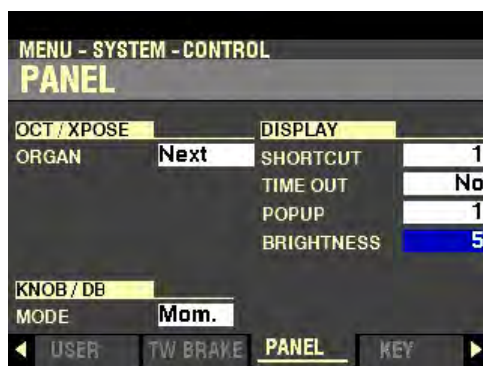 MENU - SYSTEM - CONTROL
PANEL
OCT / XPOSE
ORGAN Next
DISPLAY
SHORTCUT 1
TIME OUT No
POPUP 1
BRIGHTNESS 5
KNOB / DB
MODE Mom.
USER TW BRAKE PANEL KEY